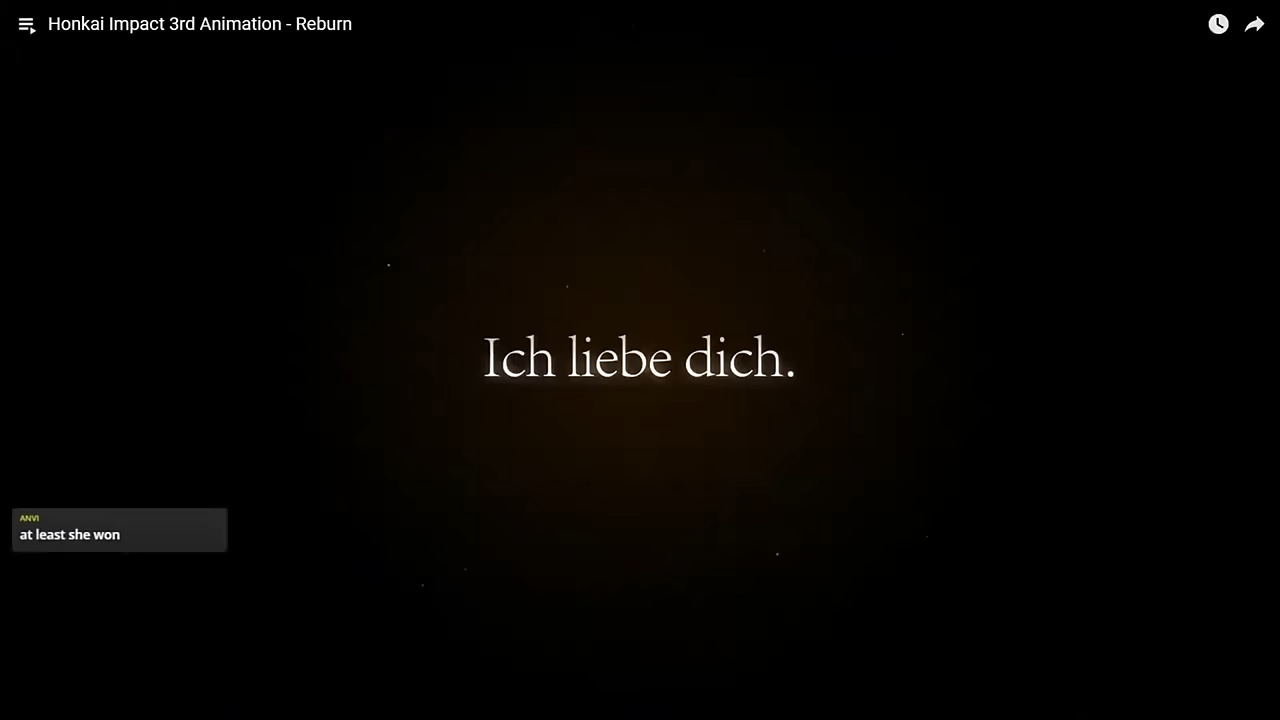 Honkai Impact 3rd Animation - Reburn
Ich liebe dich.
ANVI
at least she won